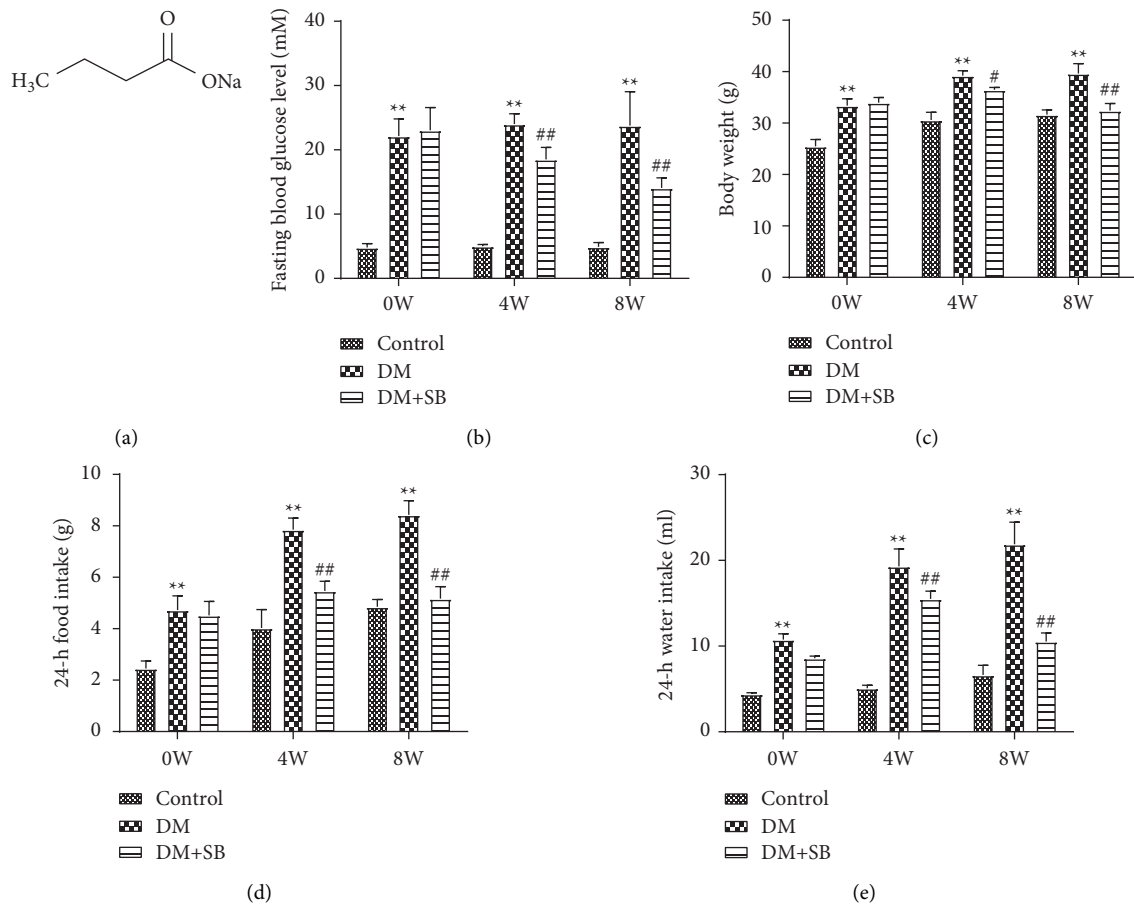 O
H₃C
ONa
(a)
Fasting blood glucose level (mM)
40
30
20
10
0
**
**
##
**
##
0W
4W
8W
Control
DM
DM+SB
(b)
Body weight (g)
50
40
30
20
10
0
**
**
#
**
##
0W
4W
8W
Control
DM
DM+SB
(c)
24-h food intake (g)
10
8
6
4
2
0
**
**
##
**
##
0W
4W
8W
Control
DM
DM+SB
(d)
24-h water intake (ml)
30
20
10
0
**
**
##
**
##
0W
4W
8W
Control
DM
DM+SB
(e)